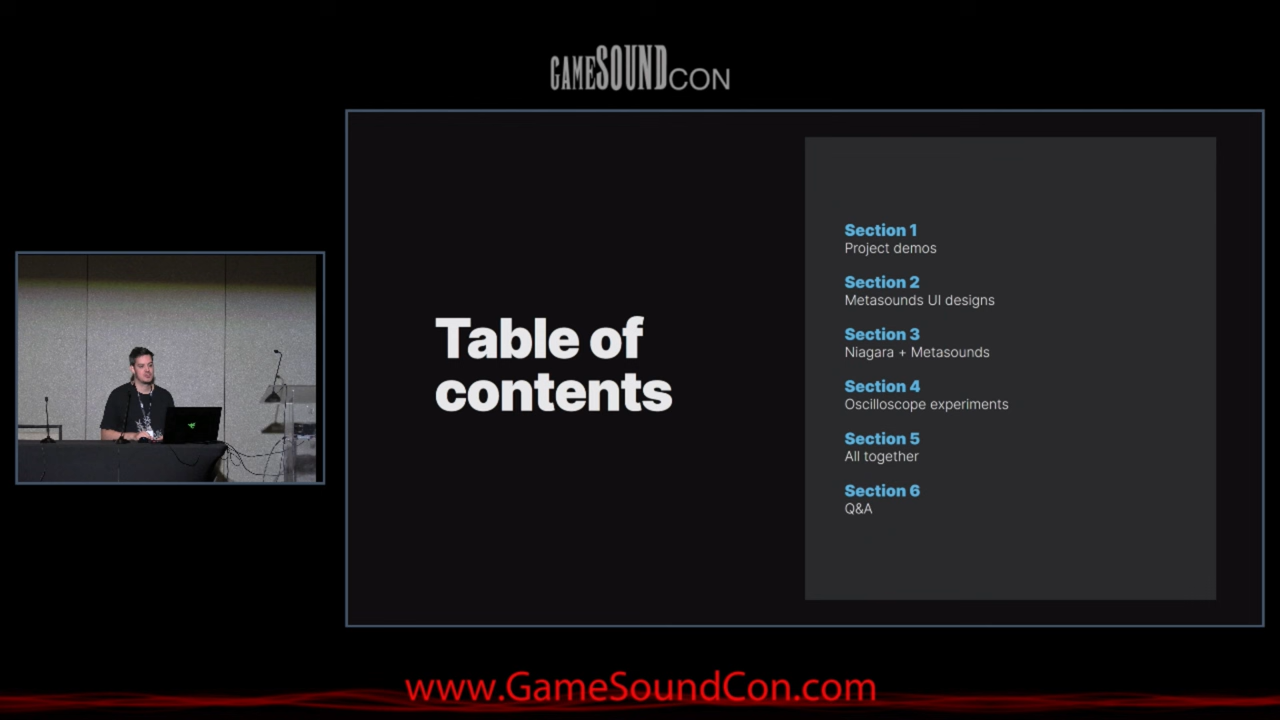 GAMESOUNDCON
Table of
contents
Section 1
Project demos
Section 2
Metasounds UI designs
Section 3
Niagara + Metasounds
Section 4
Oscilloscope experiments
Section 5
All together
Section 6
Q&A
www.GameSoundCon.com